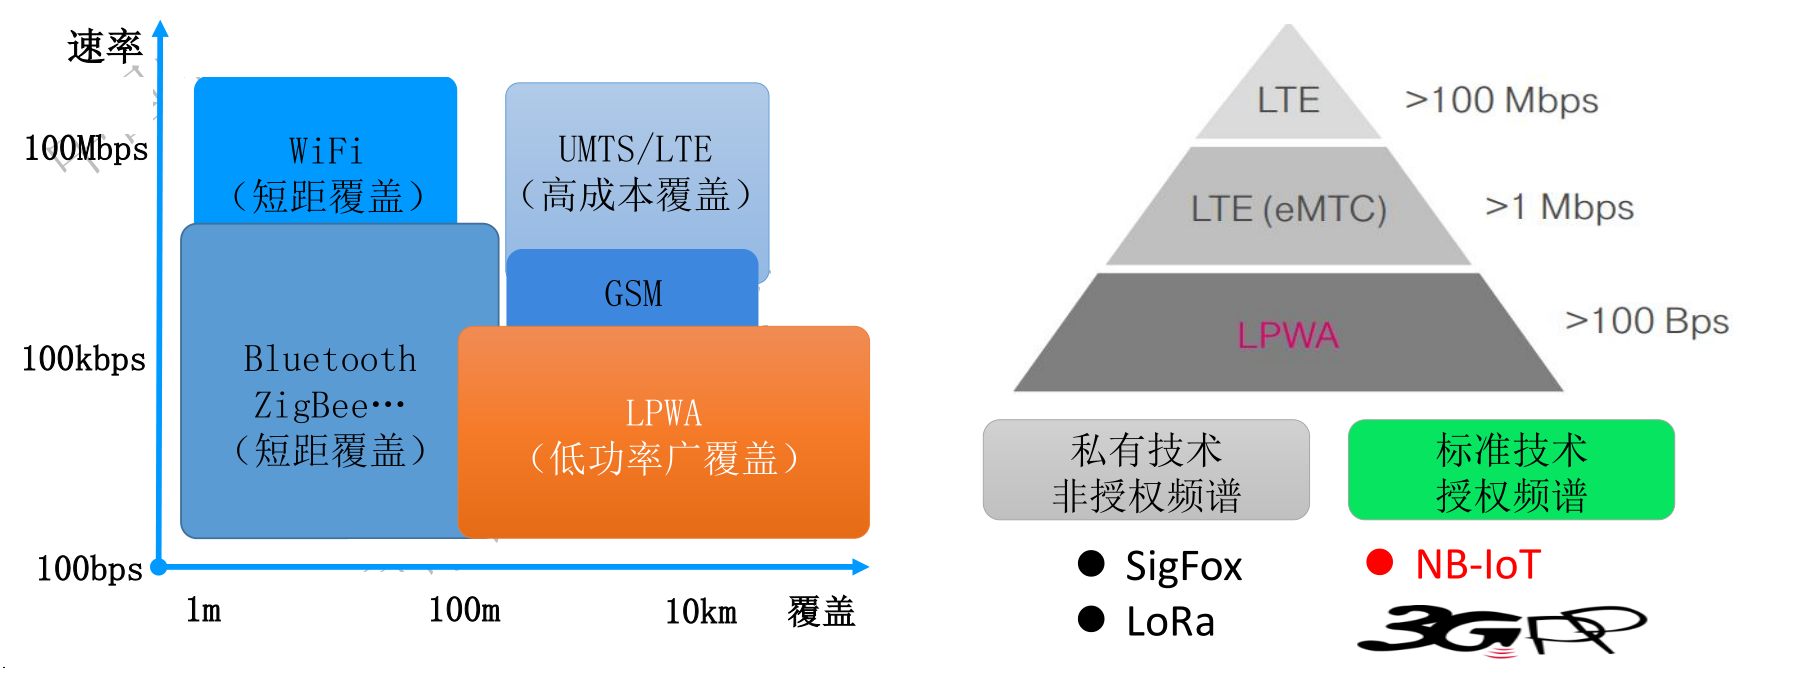 速率
100Mbps
WiFi
（短距覆盖）
UMTS/LTE
（高成本覆盖）
GSM
100kbps
Bluetooth
ZigBee…
（短距覆盖）
LPWA
（低功率广覆盖）
100bps
1m
100m
10km
覆盖
LTE
>100 Mbps
LTE (eMTC)
>1 Mbps
LPWA
>100 Bps
私有技术
非授权频谱
标准技术
授权频谱
● SigFox
● LoRa
● NB-IoT
3GPP